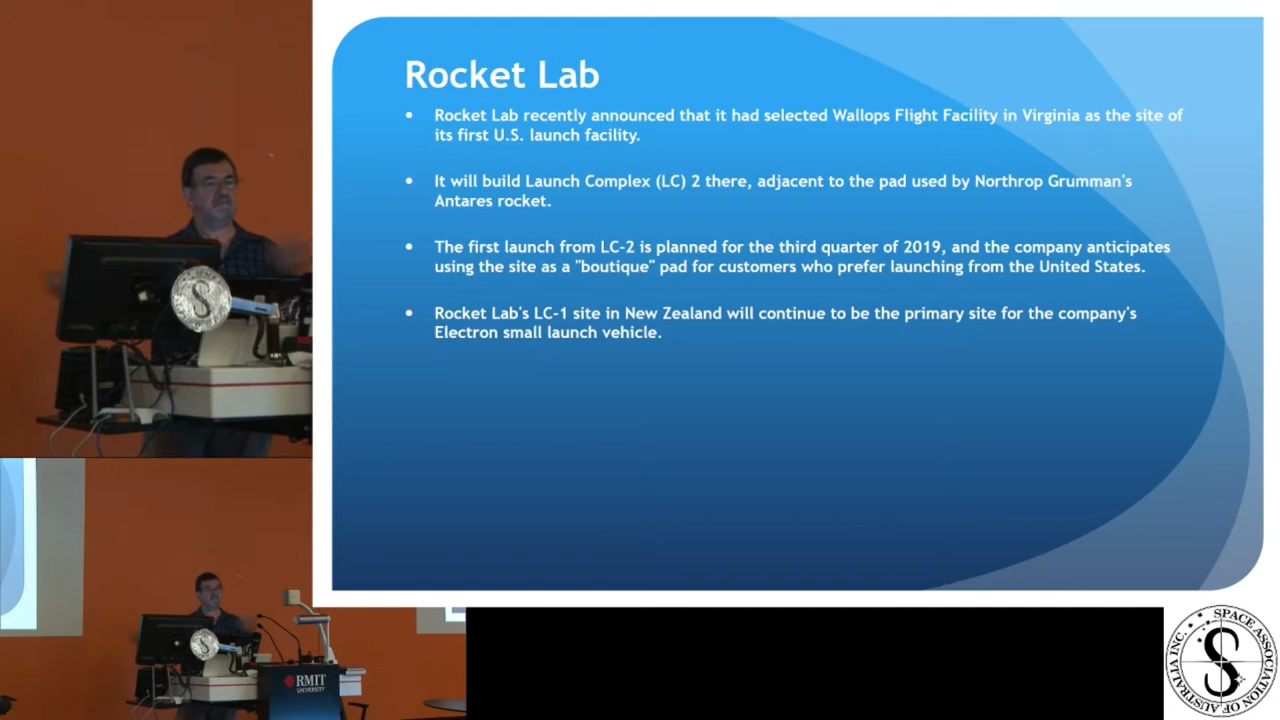 Rocket Lab
• Rocket Lab recently announced that it had selected Wallops Flight Facility in Virginia as the site of
its first U.S. launch facility.
• It will build Launch Complex (LC) 2 there, adjacent to the pad used by Northrop Grumman's
Antares rocket.
• The first launch from LC-2 is planned for the third quarter of 2019, and the company anticipates
using the site as a "boutique" pad for customers who prefer launching from the United States.
• Rocket Lab's LC-1 site in New Zealand will continue to be the primary site for the company's
Electron small launch vehicle.
SPACE
S
RMIT
UNIVERSITY
SPACE ASSOCIATION OF AUSTRALIA INC.
S